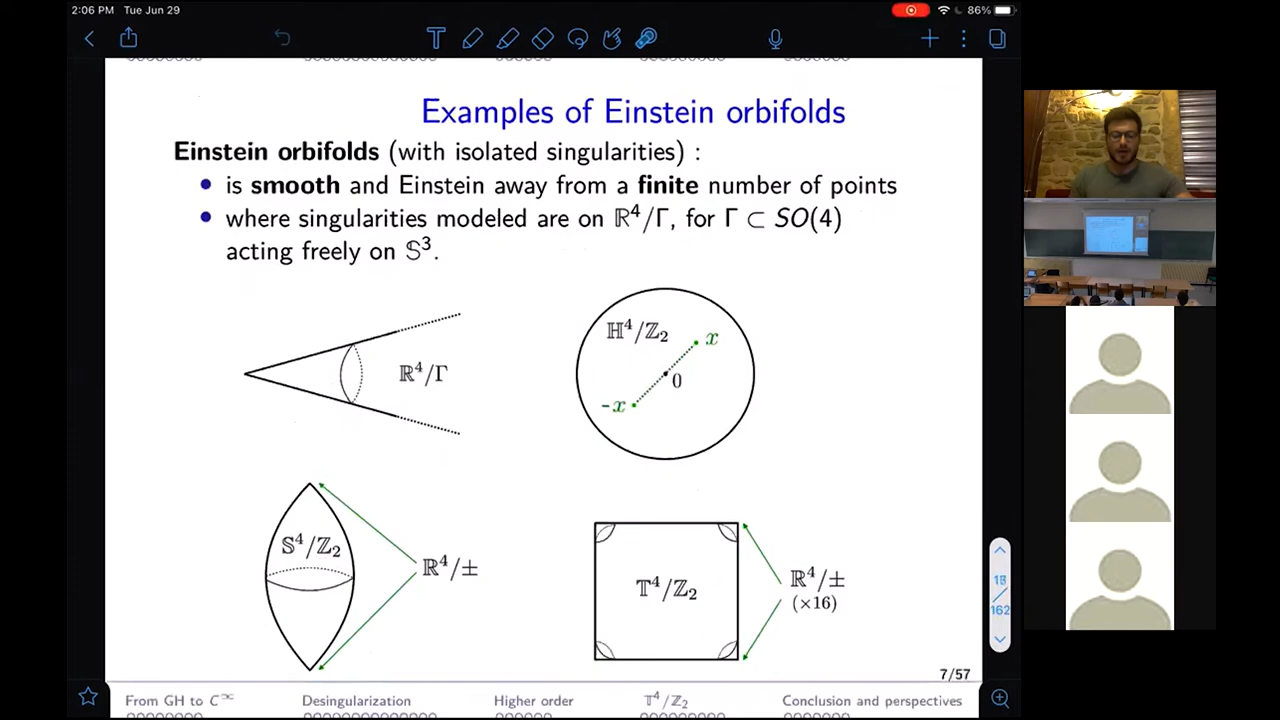 2:06 PM Tue Jun 29
86%
Examples of Einstein orbifolds
Einstein orbifolds (with isolated singularities) :
• is smooth and Einstein away from a finite number of points
• where singularities modeled are on ℝ⁴/Γ, for Γ ⊂ SO(4)
acting freely on 𝕊³.
ℝ⁴/Γ
ℍ⁴/ℤ₂
x
0
-x
𝕊⁴/ℤ₂
ℝ⁴/±
𝕋⁴/ℤ₂
ℝ⁴/±
(×16)
7/57
18
/
162
From GH to C^∞ Desingularization Higher order 𝕋⁴/ℤ₂ Conclusion and perspectives